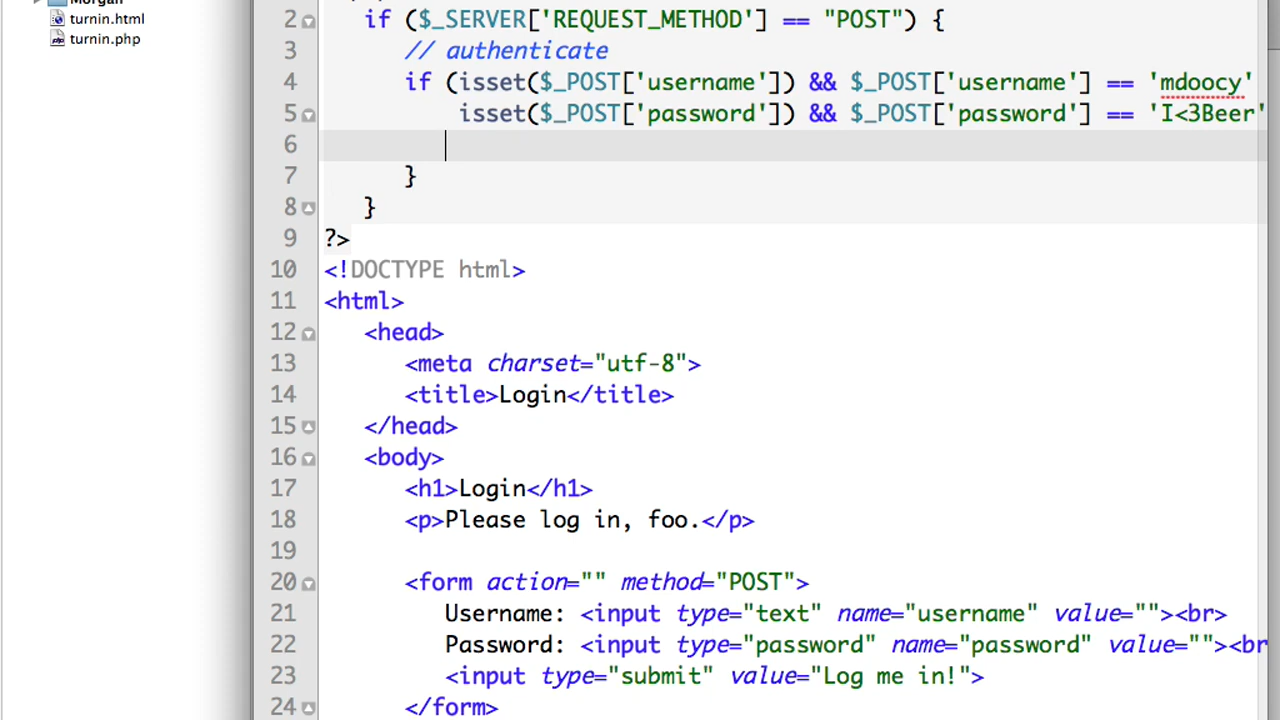 Morgan
turnin.html
turnin.php
2 if ($_SERVER['REQUEST_METHOD'] == "POST") {
3 // authenticate
4 if (isset($_POST['username']) && $_POST['username'] == 'mdoocy'
5 isset($_POST['password']) && $_POST['password'] == 'I<3Beer'
6
7 }
8 }
9 ?>
10 <!DOCTYPE html>
11 <html>
12 <head>
13 <meta charset="utf-8">
14 <title>Login</title>
15 </head>
16 <body>
17 <h1>Login</h1>
18 <p>Please log in, foo.</p>
19
20 <form action="" method="POST">
21 Username: <input type="text" name="username" value=""><br>
22 Password: <input type="password" name="password" value=""><br
23 <input type="submit" value="Log me in!">
24 </form>